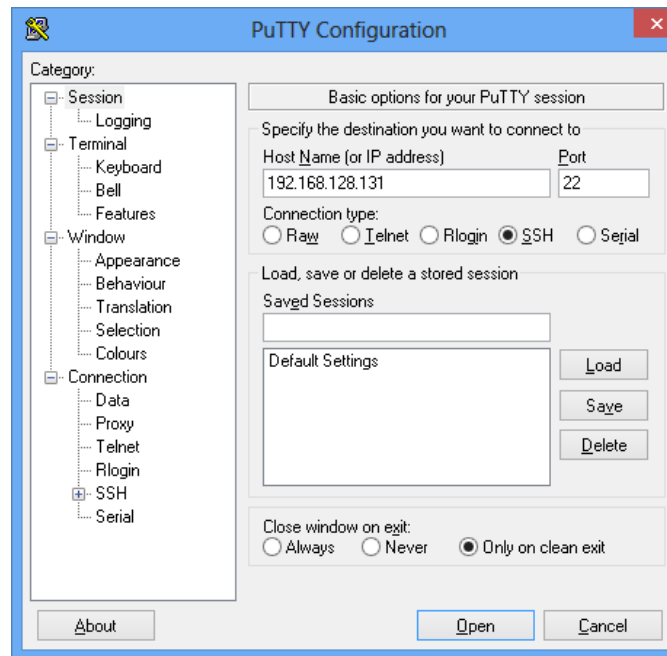 PuTTY Configuration
Category:
Session
Logging
Terminal
Keyboard
Bell
Features
Window
Appearance
Behaviour
Translation
Selection
Colours
Connection
Data
Proxy
Telnet
Rlogin
SSH
Serial
Basic options for your PuTTY session
Specify the destination you want to connect to
Host Name (or IP address) Port
192.168.128.131 22
Connection type:
Raw Telnet Rlogin SSH Serial
Load, save or delete a stored session
Saved Sessions
Default Settings
Load
Save
Delete
Close window on exit:
Always Never Only on clean exit
About Open Cancel